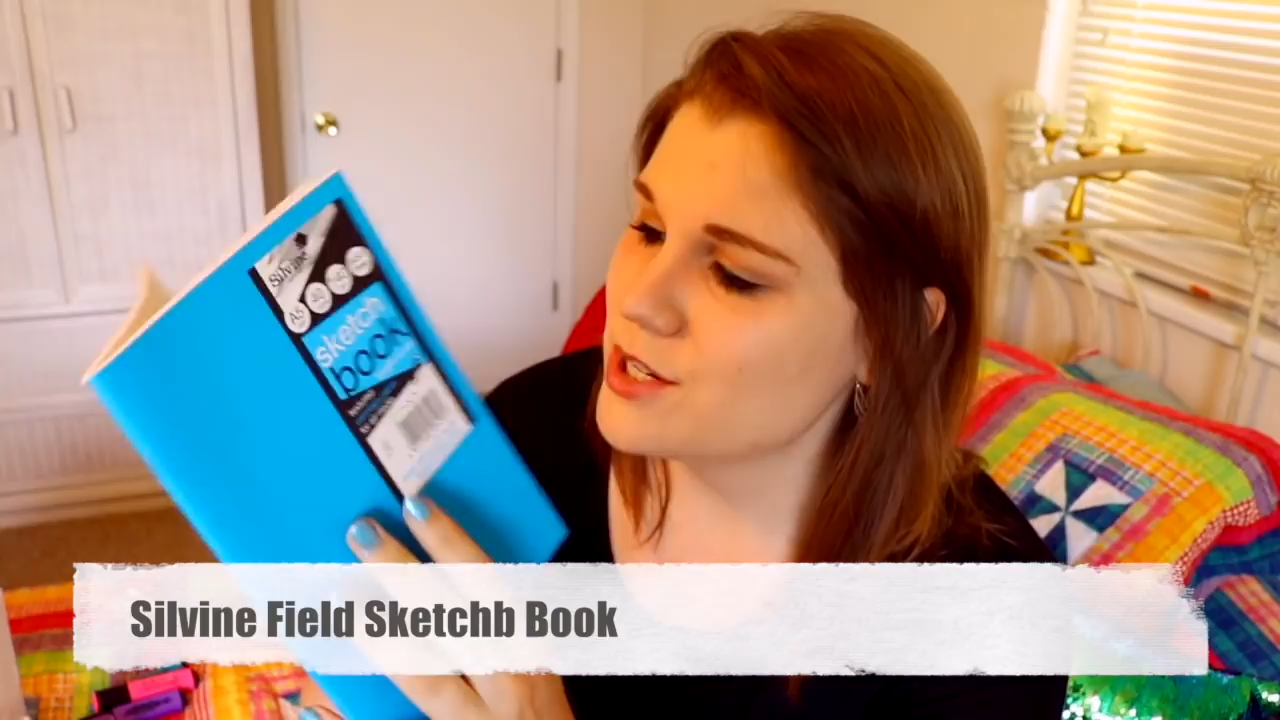 Silvine
A5
sketch
book
Silvine Field Sketchb Book